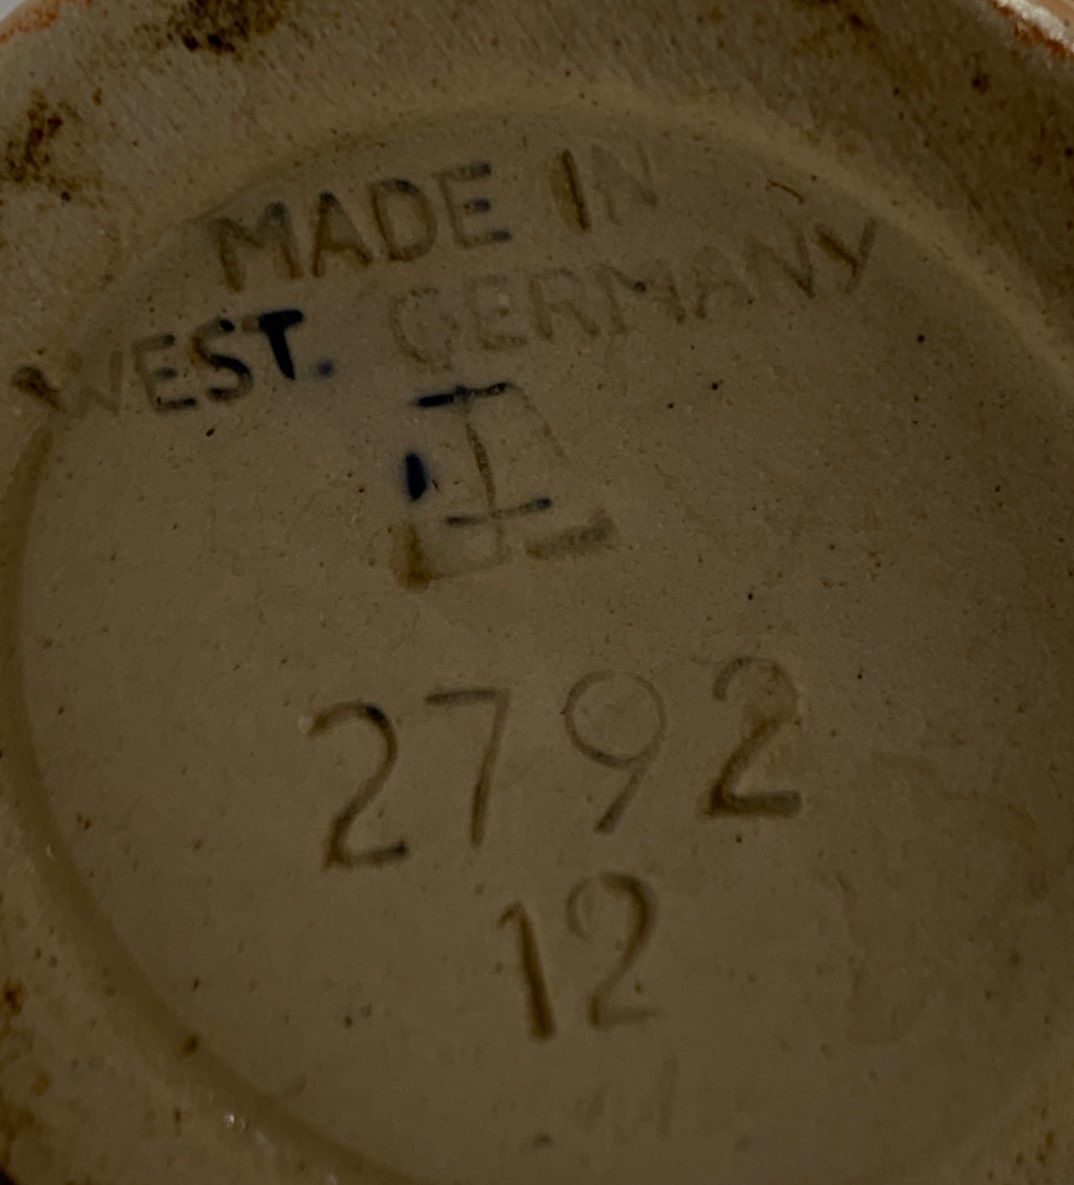 MADE IN
WEST. GERMANY
2792
12